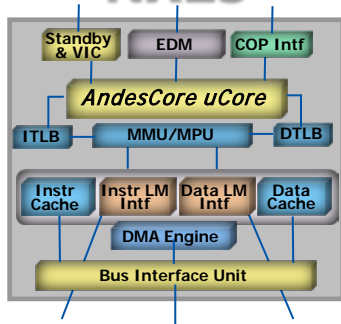 Standby
& VIC
EDM
COP Intf
AndesCore uCore
ITLB
MMU/MPU
DTLB
Instr
Cache
Instr LM
Intf
Data LM
Intf
Data
Cache
DMA Engine
Bus Interface Unit